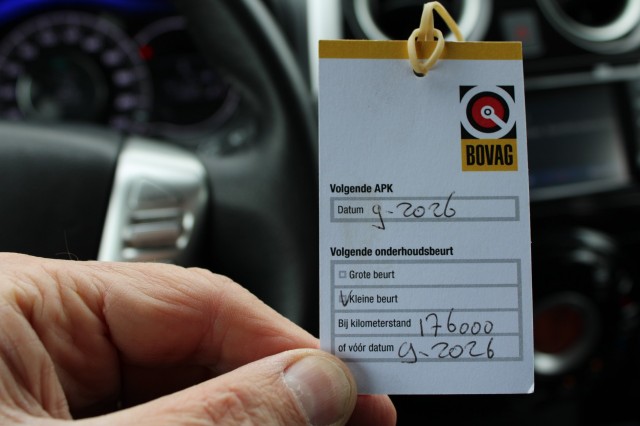 BOVAG
Volgende APK
Datum 9-2026
Volgende onderhoudsbeurt
Grote beurt
Kleine beurt
Bij kilometerstand 176000
of vóór datum 9-2026